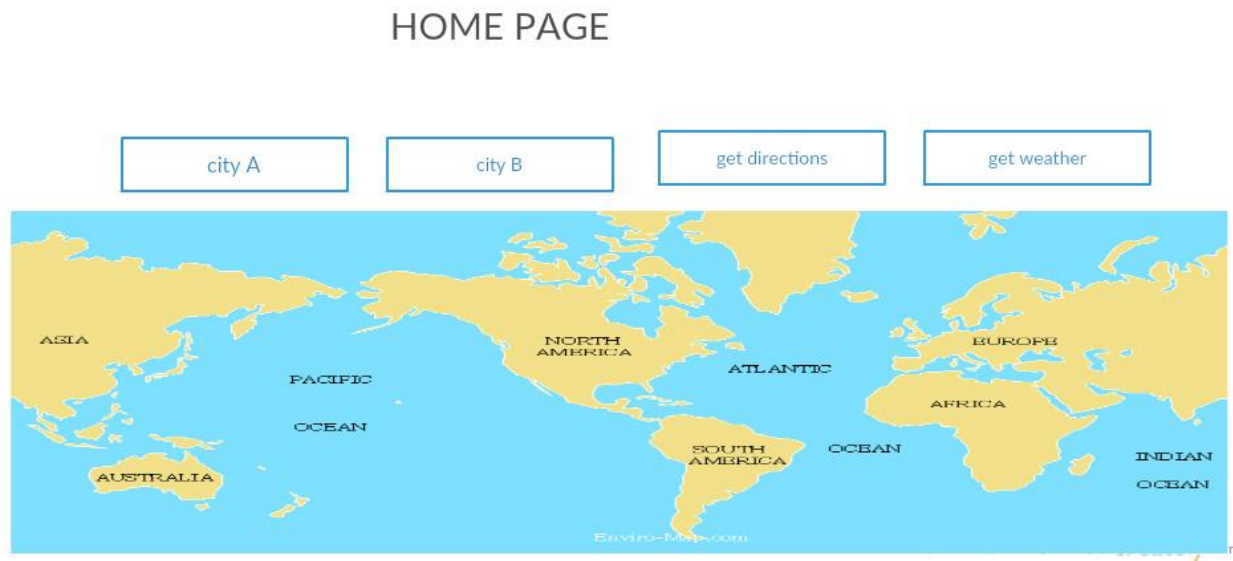 HOME PAGE
city A
city B
get directions
get weather
ASIA
NORTH
AMERICA
EUROPE
ATLANTIC
PACIFIC
AFRICA
OCEAN
OCEAN
SOUTH
AMERICA
INDIAN
AUSTRALIA
OCEAN
Enviro-Map.com